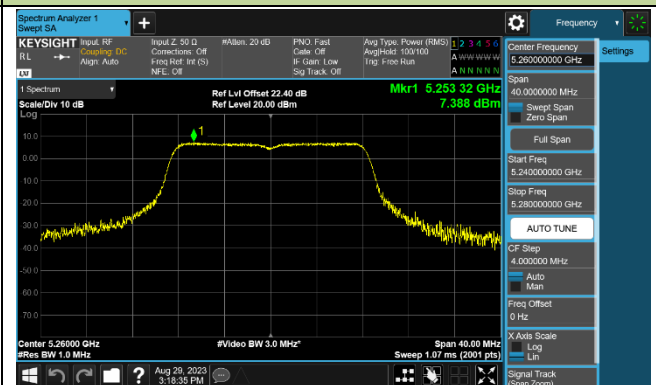 Spectrum Analyzer 1
Swept SA
+
Frequency
KEYSIGHT
RL
LXI
Input: RF
Coupling: DC
Align: Auto
Input Z: 50 Ω
Corrections: Off
Freq Ref: Int (S)
NFE: Off
#Atten: 20 dB
PNO: Fast
Gate: Off
IF Gain: Low
Sig Track: Off
Avg Type: Power (RMS)
Avg|Hold: 100/100
Trig: Free Run
1 2 3 4 5 6
A W W W W W
A N N N N N
1 Spectrum
Scale/Div 10 dB
Log
Ref Lvl Offset 22.40 dB
Ref Level 20.00 dBm
Mkr1 5.253 32 GHz
7.388 dBm
1
10.0
0.00
-10.0
-20.0
-30.0
-40.0
-50.0
-60.0
-70.0
Center 5.26000 GHz
#Res BW 1.0 MHz
#Video BW 3.0 MHz*
Span 40.00 MHz
Sweep 1.07 ms (2001 pts)
Center Frequency
5.260000000 GHz
Settings
Span
40.0000000 MHz
Swept Span
Zero Span
Full Span
Start Freq
5.240000000 GHz
Stop Freq
5.280000000 GHz
AUTO TUNE
CF Step
4.000000 MHz
Auto
Man
Freq Offset
0 Hz
X Axis Scale
Log
Lin
Signal Track
(Span Zoom)
?
Aug 29, 2023
3:18:35 PM